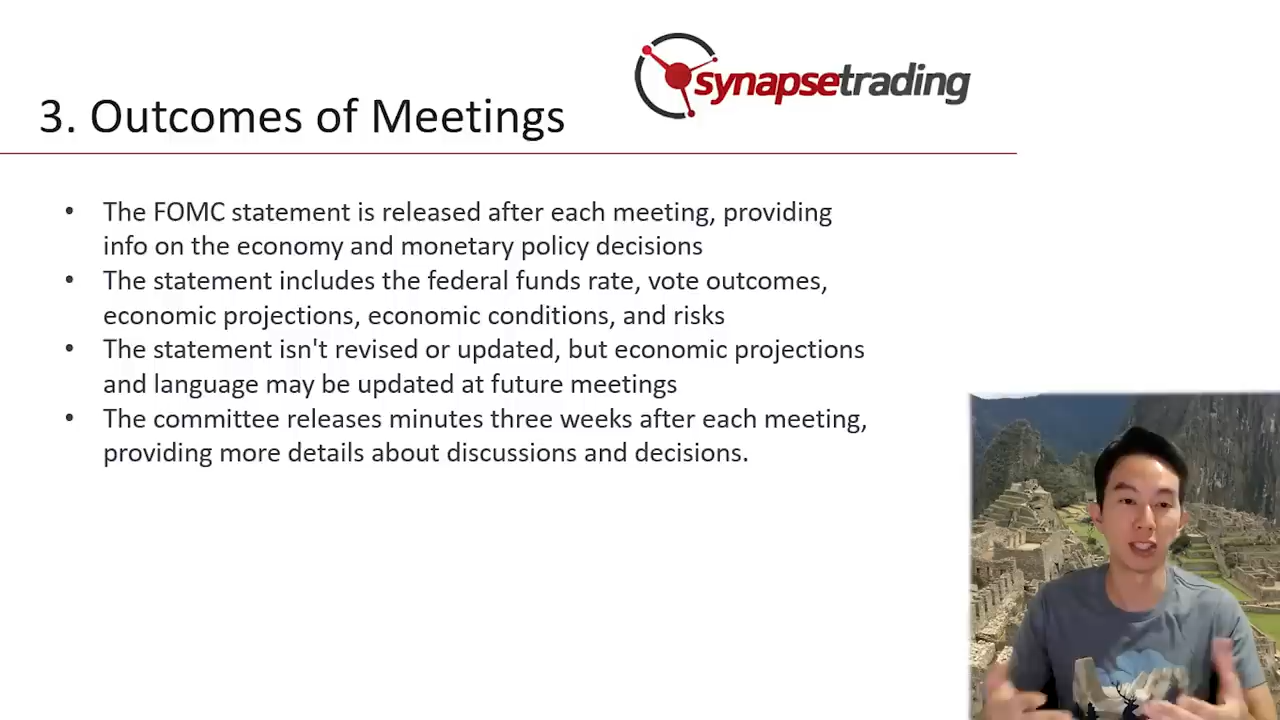 synapsetrading
3. Outcomes of Meetings
• The FOMC statement is released after each meeting, providing
info on the economy and monetary policy decisions
• The statement includes the federal funds rate, vote outcomes,
economic projections, economic conditions, and risks
• The statement isn't revised or updated, but economic projections
and language may be updated at future meetings
• The committee releases minutes three weeks after each meeting,
providing more details about discussions and decisions.